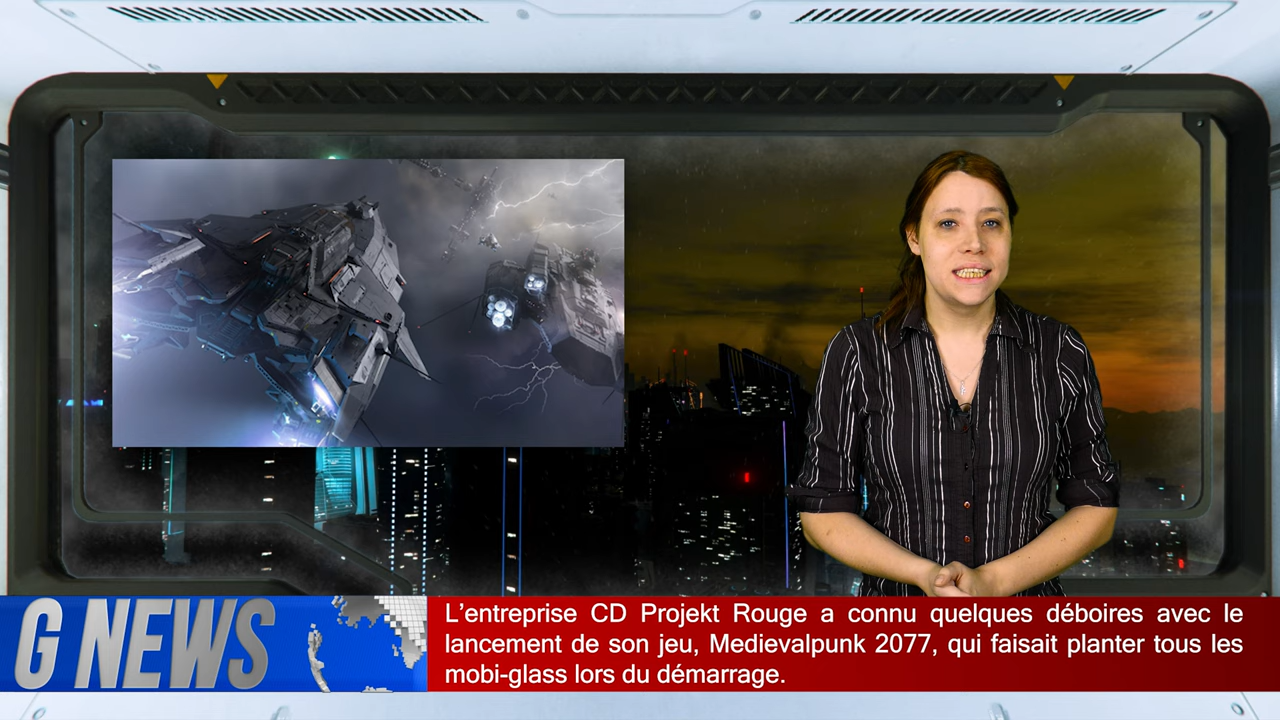 G NEWS
L’entreprise CD Projekt Rouge a connu quelques déboires avec le
lancement de son jeu, Medievalpunk 2077, qui faisait planter tous les
mobi-glass lors du démarrage.